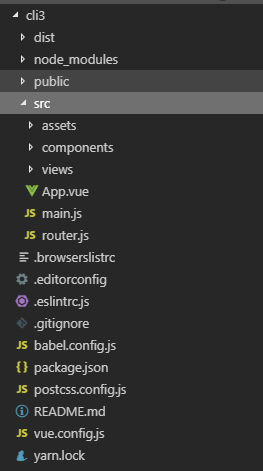 cli3
dist
node_modules
public
src
assets
components
views
App.vue
JS main.js
JS router.js
.browserslistrc
.editorconfig
.eslintrc.js
.gitignore
JS babel.config.js
{ } package.json
JS postcss.config.js
README.md
JS vue.config.js
yarn.lock